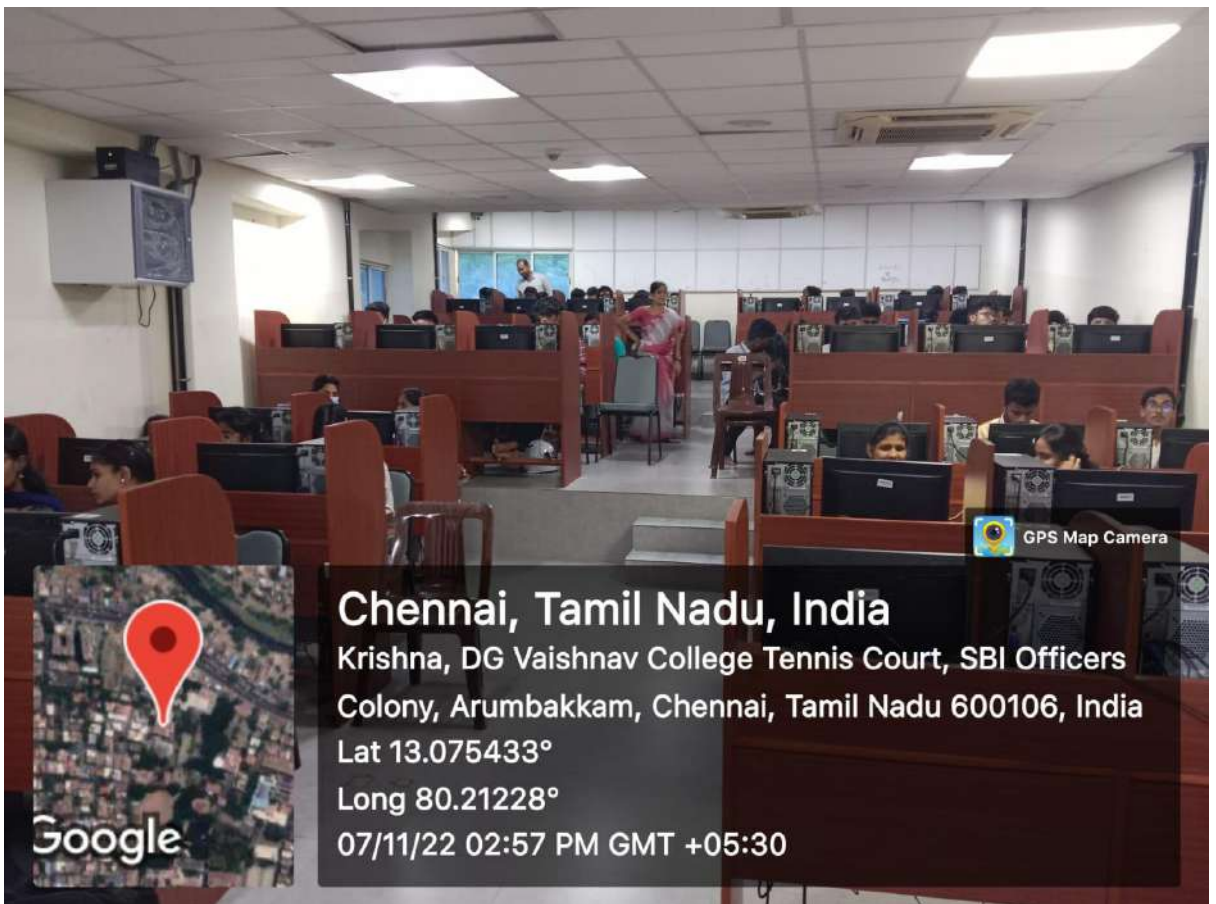 GPS Map Camera
Chennai, Tamil Nadu, India
Krishna, DG Vaishnav College Tennis Court, SBI Officers
Colony, Arumbakkam, Chennai, Tamil Nadu 600106, India
Lat 13.075433°
Long 80.21228°
07/11/22 02:57 PM GMT +05:30
Google